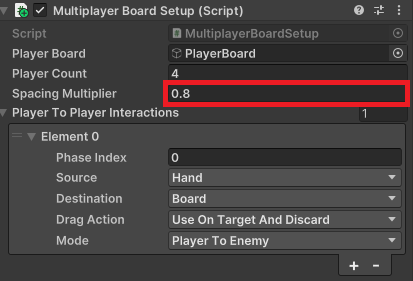 Multiplayer Board Setup (Script)
Script MultiplayerBoardSetup
Player Board PlayerBoard
Player Count 4
Spacing Multiplier 0.8
Player To Player Interactions 1
Element 0
Phase Index 0
Source Hand
Destination Board
Drag Action Use On Target And Discard
Mode Player To Enemy
+ -